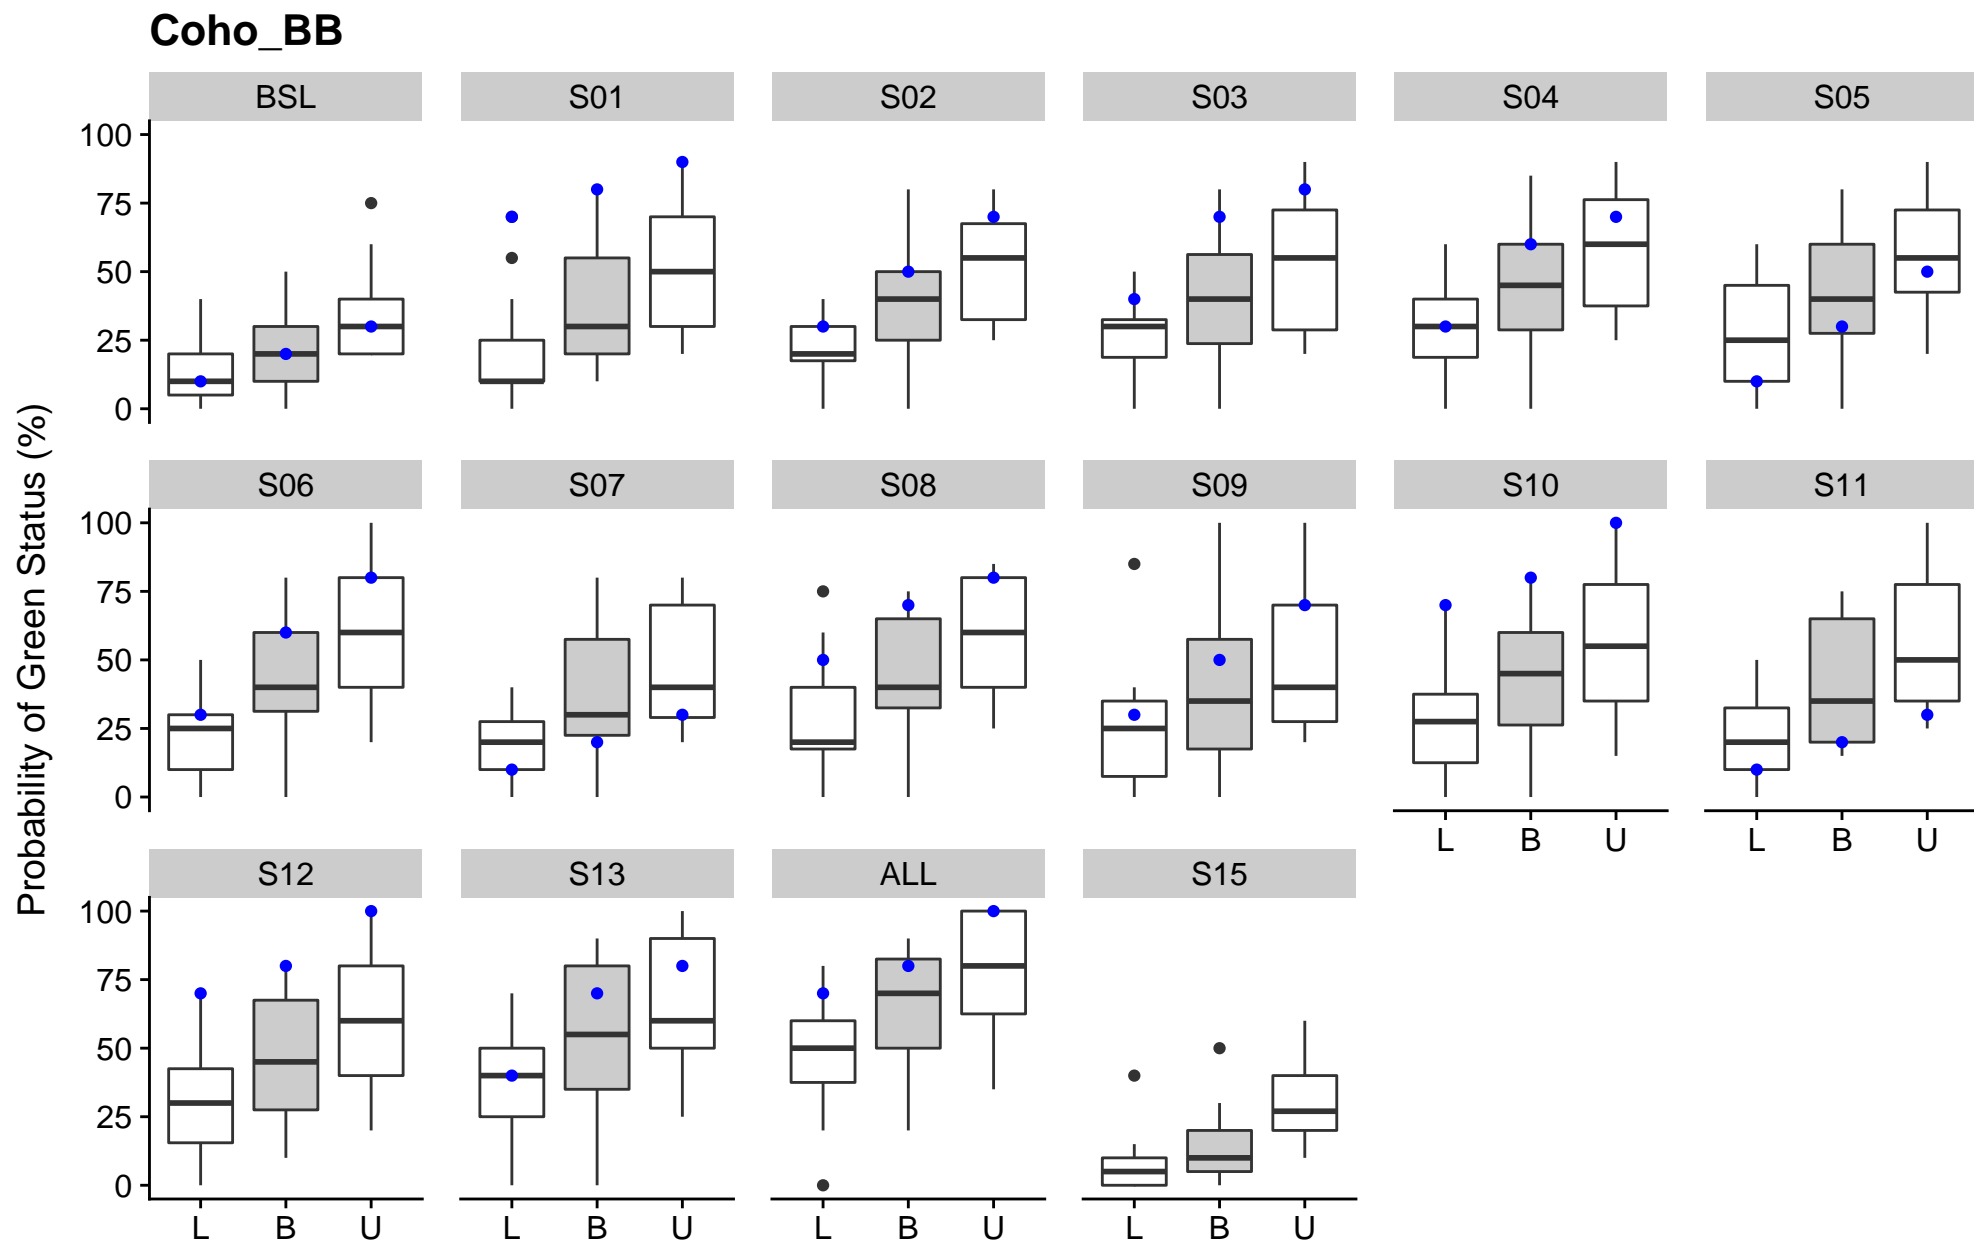 Coho_BB
BSL S01 S02 S03 S04 S05
100
75
50
25
0
S06 S07 S08 S09 S10 S11
100
75
50
25
0
L B U L B U
S12 S13 ALL S15
100
75
50
25
0
L B U L B U L B U L B U
Probability of Green Status (%)